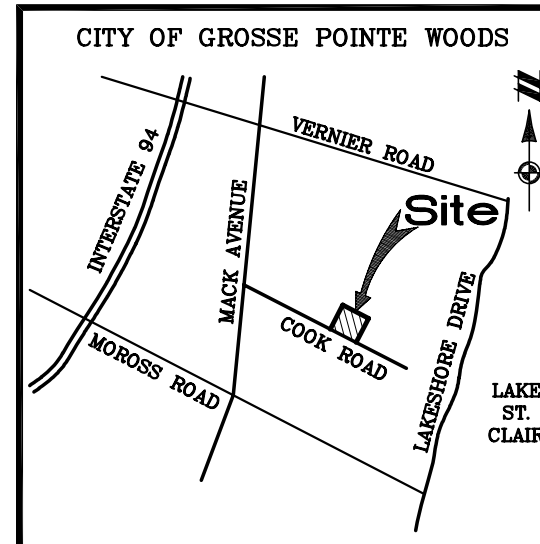 CITY OF GROSSE POINTE WOODS
N
INTERSTATE 94
VERNIER ROAD
MACK AVENUE
Site
COOK ROAD
LAKESHORE DRIVE
MOROSS ROAD
LAKE
ST.
CLAIR